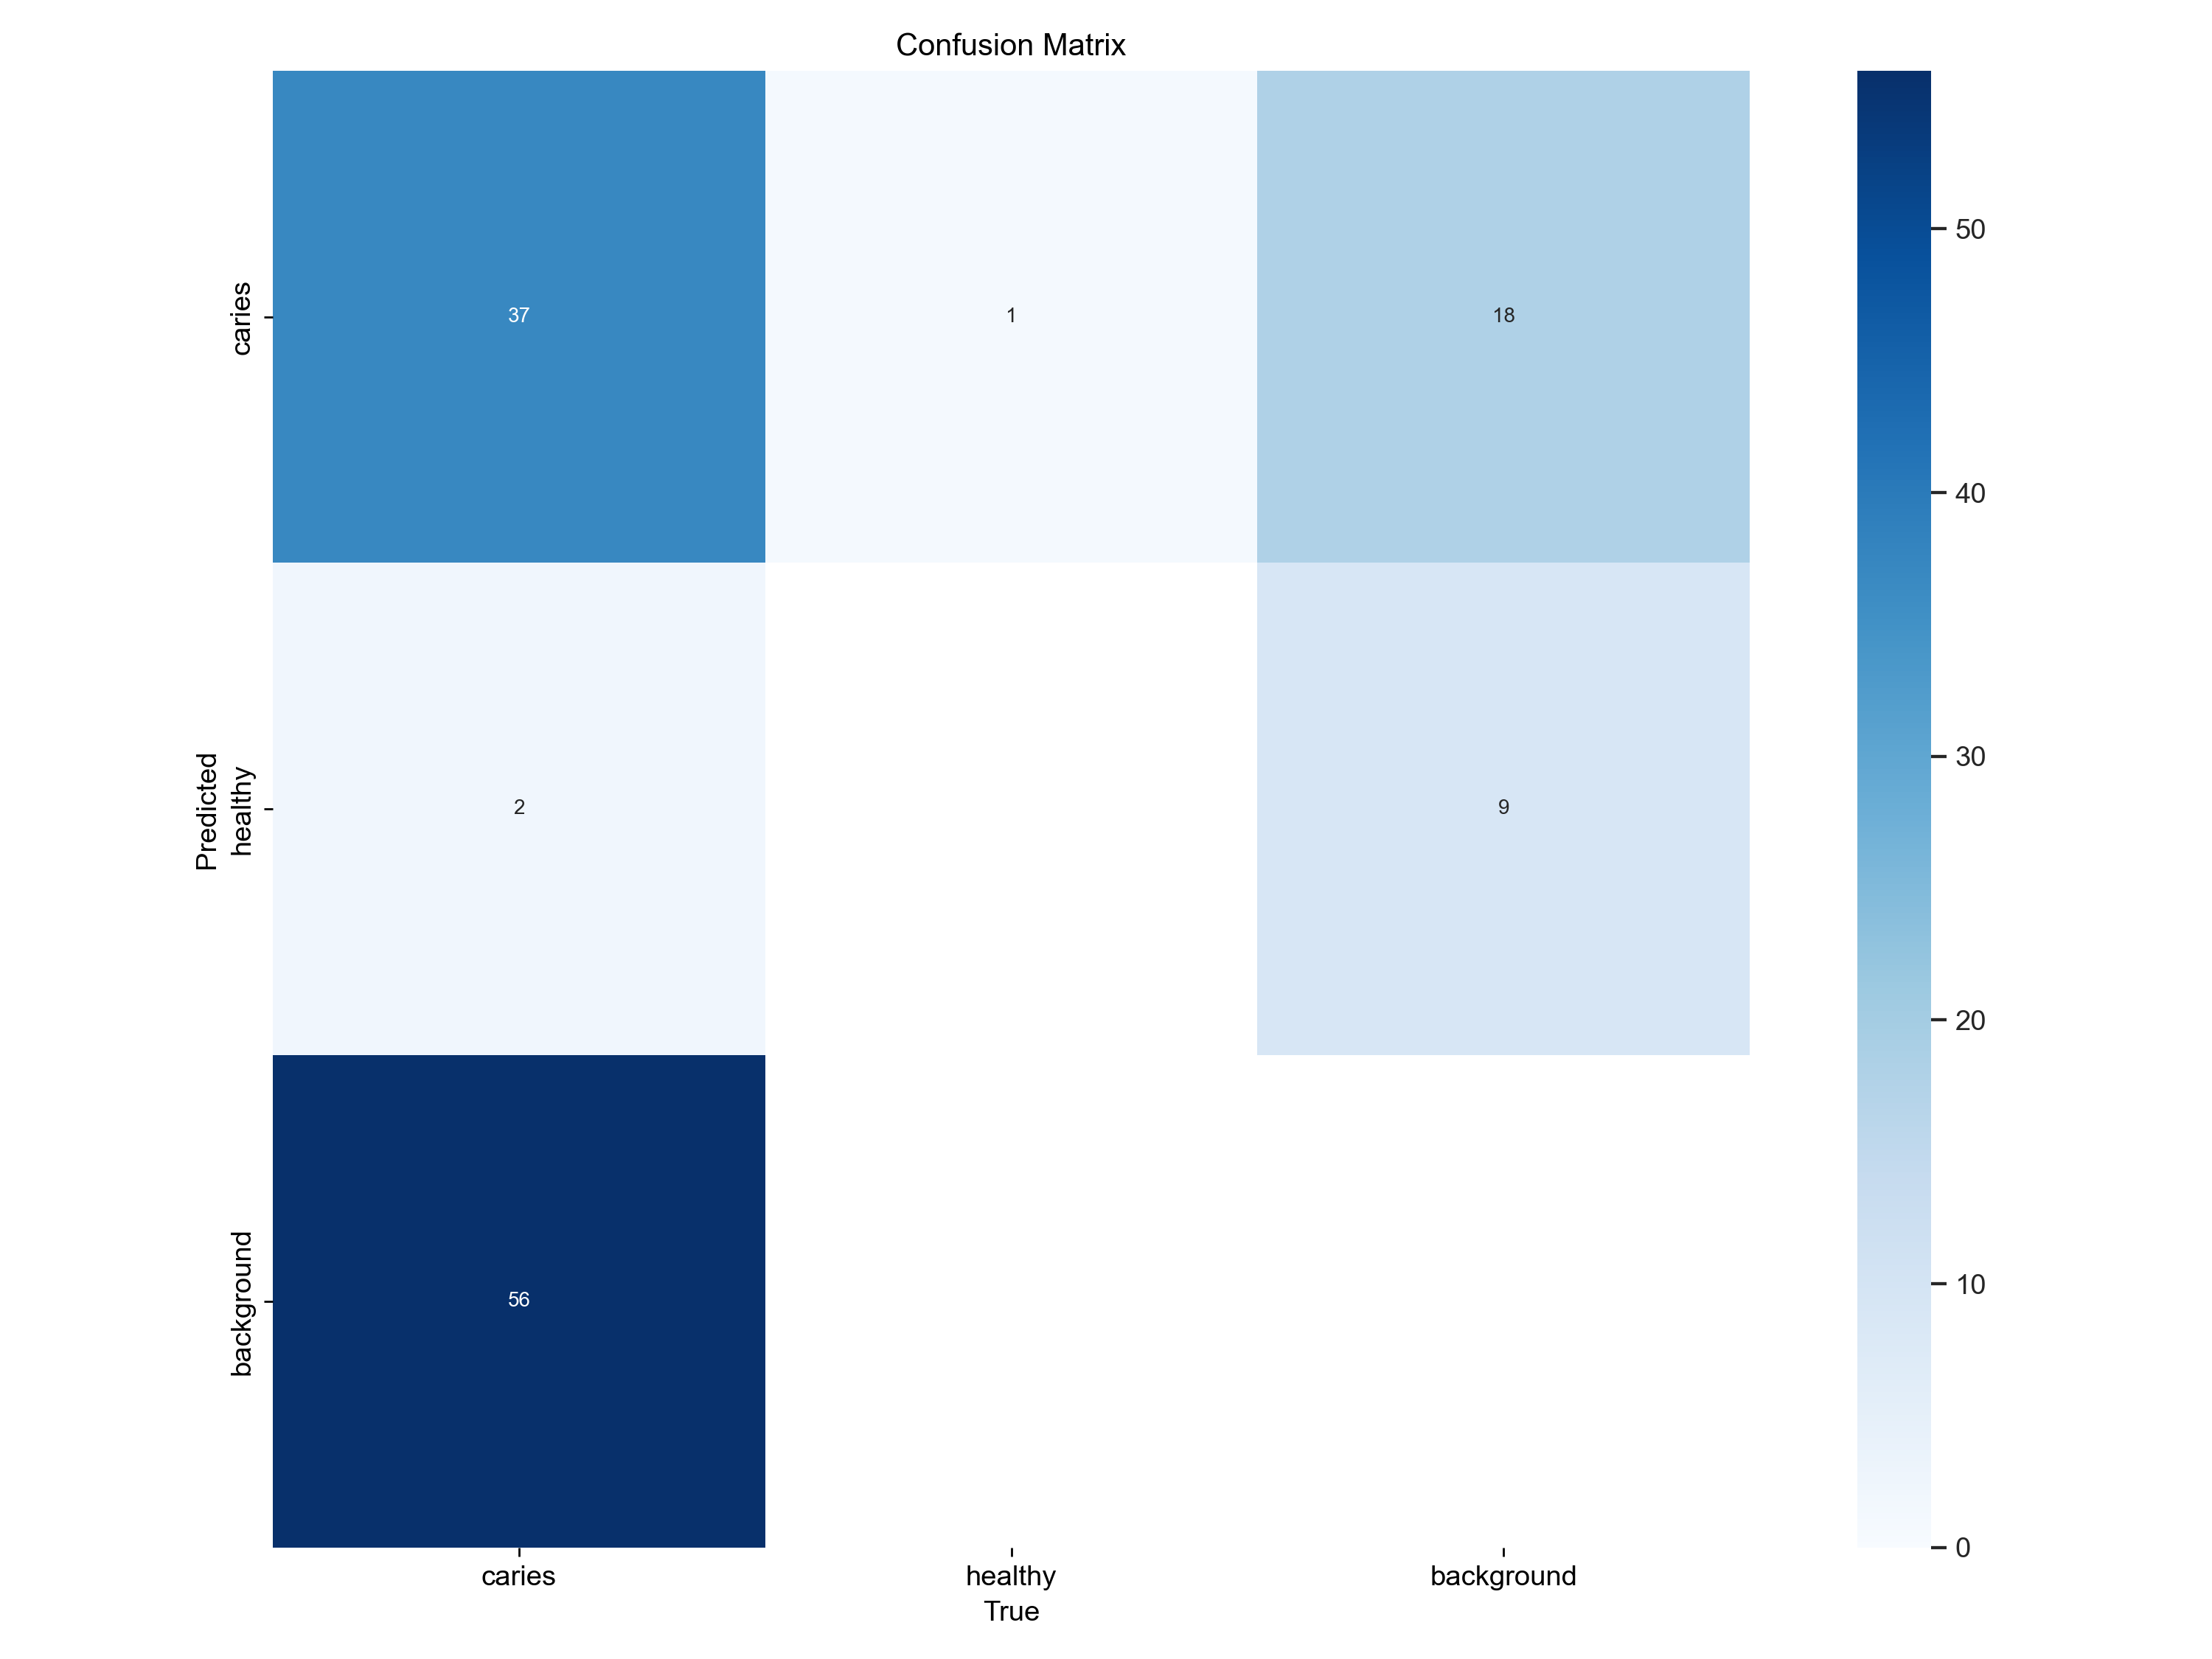 Confusion Matrix
caries
37
1
18
Predicted
healthy
2
9
background
56
caries
healthy
background
True
50
40
30
20
10
0